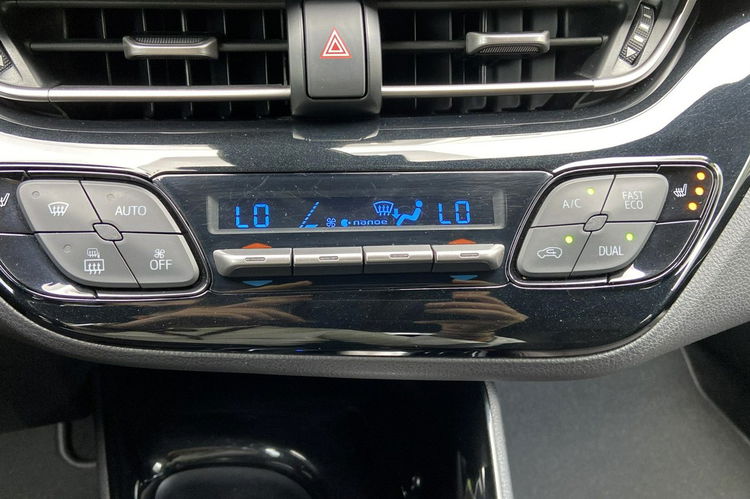 AUTO
OFF
LO
nanoe
LO
A/C
FAST
ECO
DUAL